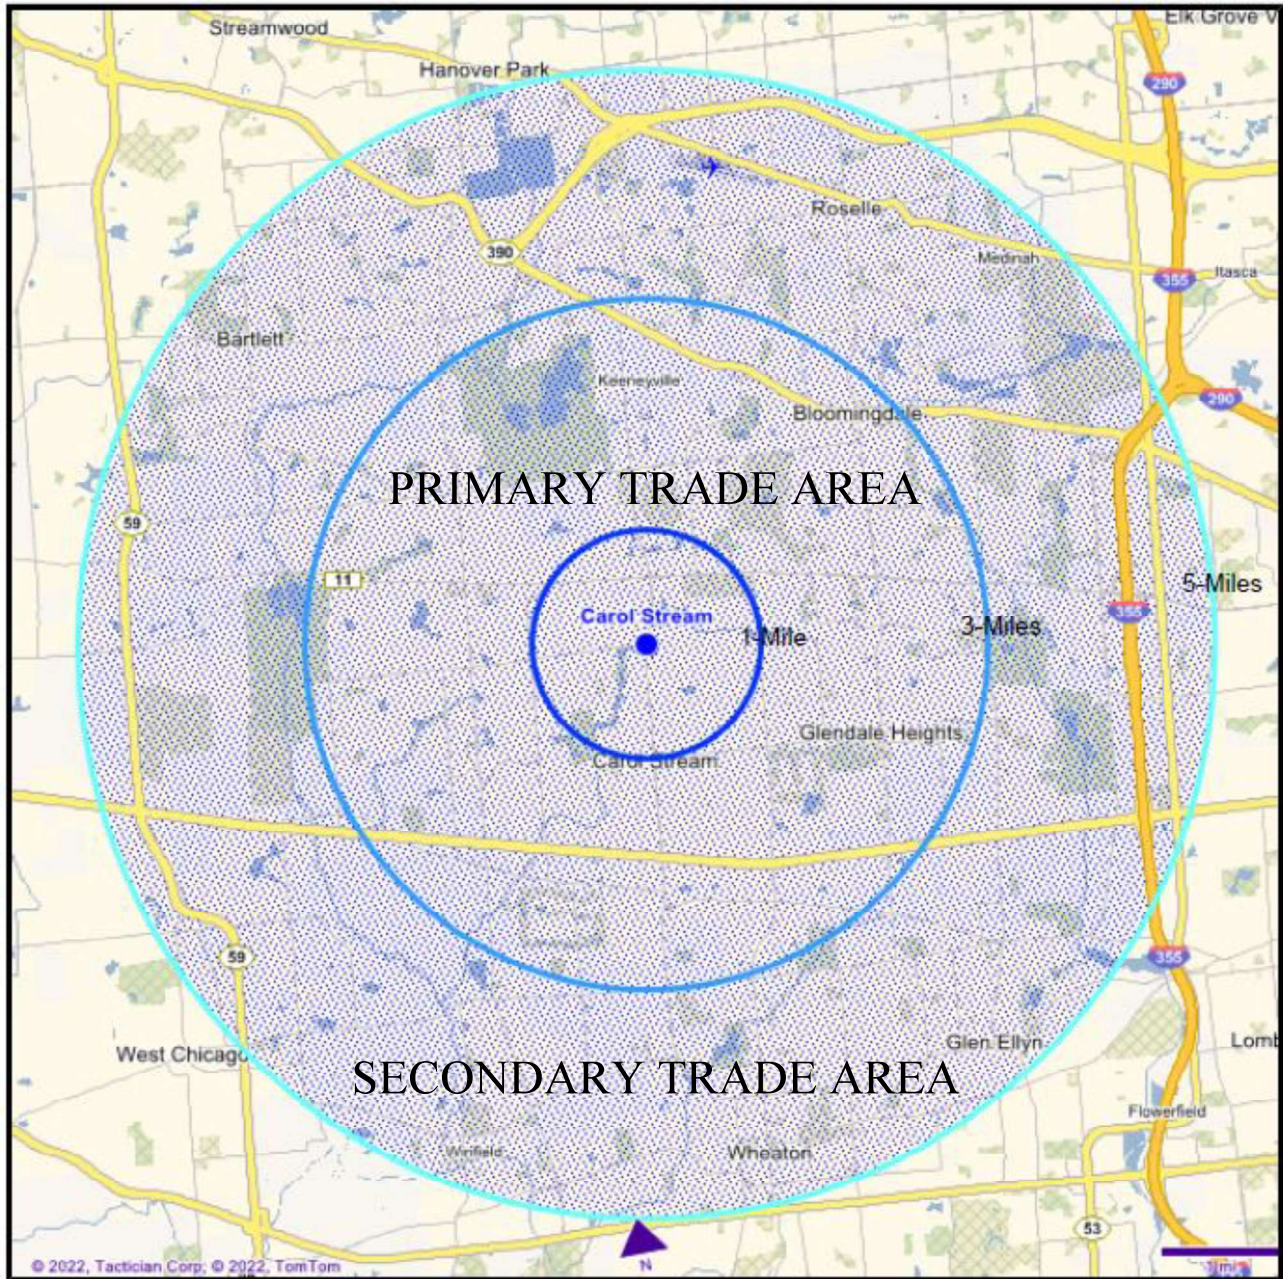 Elk Grove V
Streamwood
Hanover Park
290
Roselle
390
Medinah
Itasca
355
Bartlett
Keeneyville
290
Bloomingdale
PRIMARY TRADE AREA
59
11
5-Miles
355
Carol Stream
1-Mile
3-Miles
Glendale Heights
Carol Stream
59
355
West Chicago
Glen Ellyn
Lomb
SECONDARY TRADE AREA
Flowerfield
Winfield
Wheaton
53
N
© 2022, Tactician Corp; © 2022, TomTom